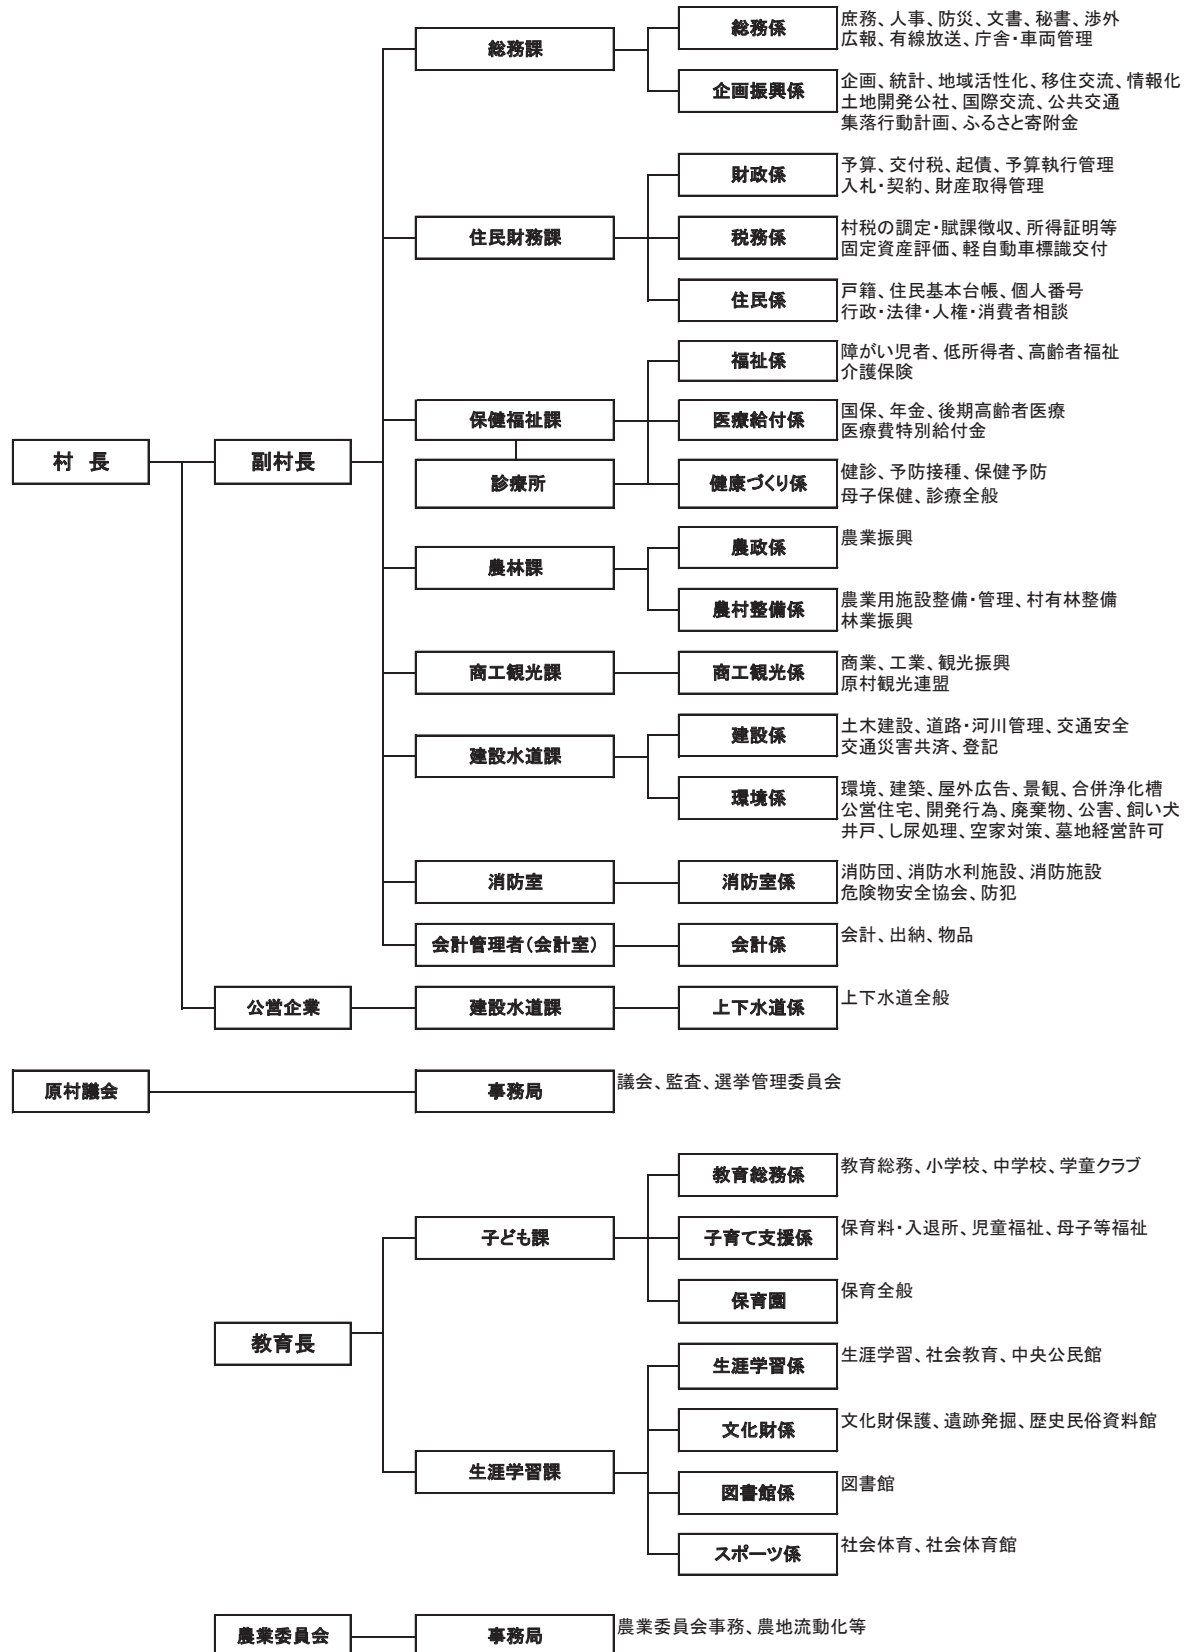 総務課
総務係
庶務、人事、防災、文書、秘書、渉外
広報、有線放送、庁舎・車両管理
企画振興係
企画、統計、地域活性化、移住交流、情報化
土地開発公社、国際交流、公共交通
集落行動計画、ふるさと寄附金
住民財務課
財政係
予算、交付税、起債、予算執行管理
入札・契約、財産取得管理
税務係
村税の調定・賦課徴収、所得証明等
固定資産評価、軽自動車標識交付
住民係
戸籍、住民基本台帳、個人番号
行政・法律・人権・消費者相談
村 長
副村長
保健福祉課
診療所
福祉係
障がい児者、低所得者、高齢者福祉
介護保険
医療給付係
国保、年金、後期高齢者医療
医療費特別給付金
健康づくり係
健診、予防接種、保健予防
母子保健、診療全般
農林課
農政係
農業振興
農村整備係
農業用施設整備・管理、村有林整備
林業振興
商工観光課
商工観光係
商業、工業、観光振興
原村観光連盟
建設水道課
建設係
土木建設、道路・河川管理、交通安全
交通災害共済、登記
環境係
環境、建築、屋外広告、景観、合併浄化槽
公営住宅、開発行為、廃棄物、公害、飼い犬
井戸、し尿処理、空家対策、墓地経営許可
消防室
消防室係
消防団、消防水利施設、消防施設
危険物安全協会、防犯
会計管理者（会計室）
会計係
会計、出納、物品
公営企業
建設水道課
上下水道係
上下水道全般
原村議会
事務局
議会、監査、選挙管理委員会
教育長
子ども課
教育総務係
教育総務、小学校、中学校、学童クラブ
子育て支援係
保育料・入退所、児童福祉、母子等福祉
保育園
保育全般
生涯学習課
生涯学習係
生涯学習、社会教育、中央公民館
文化財係
文化財保護、遺跡発掘、歴史民俗資料館
図書館係
図書館
スポーツ係
社会体育、社会体育館
農業委員会
事務局
農業委員会事務、農地流動化等